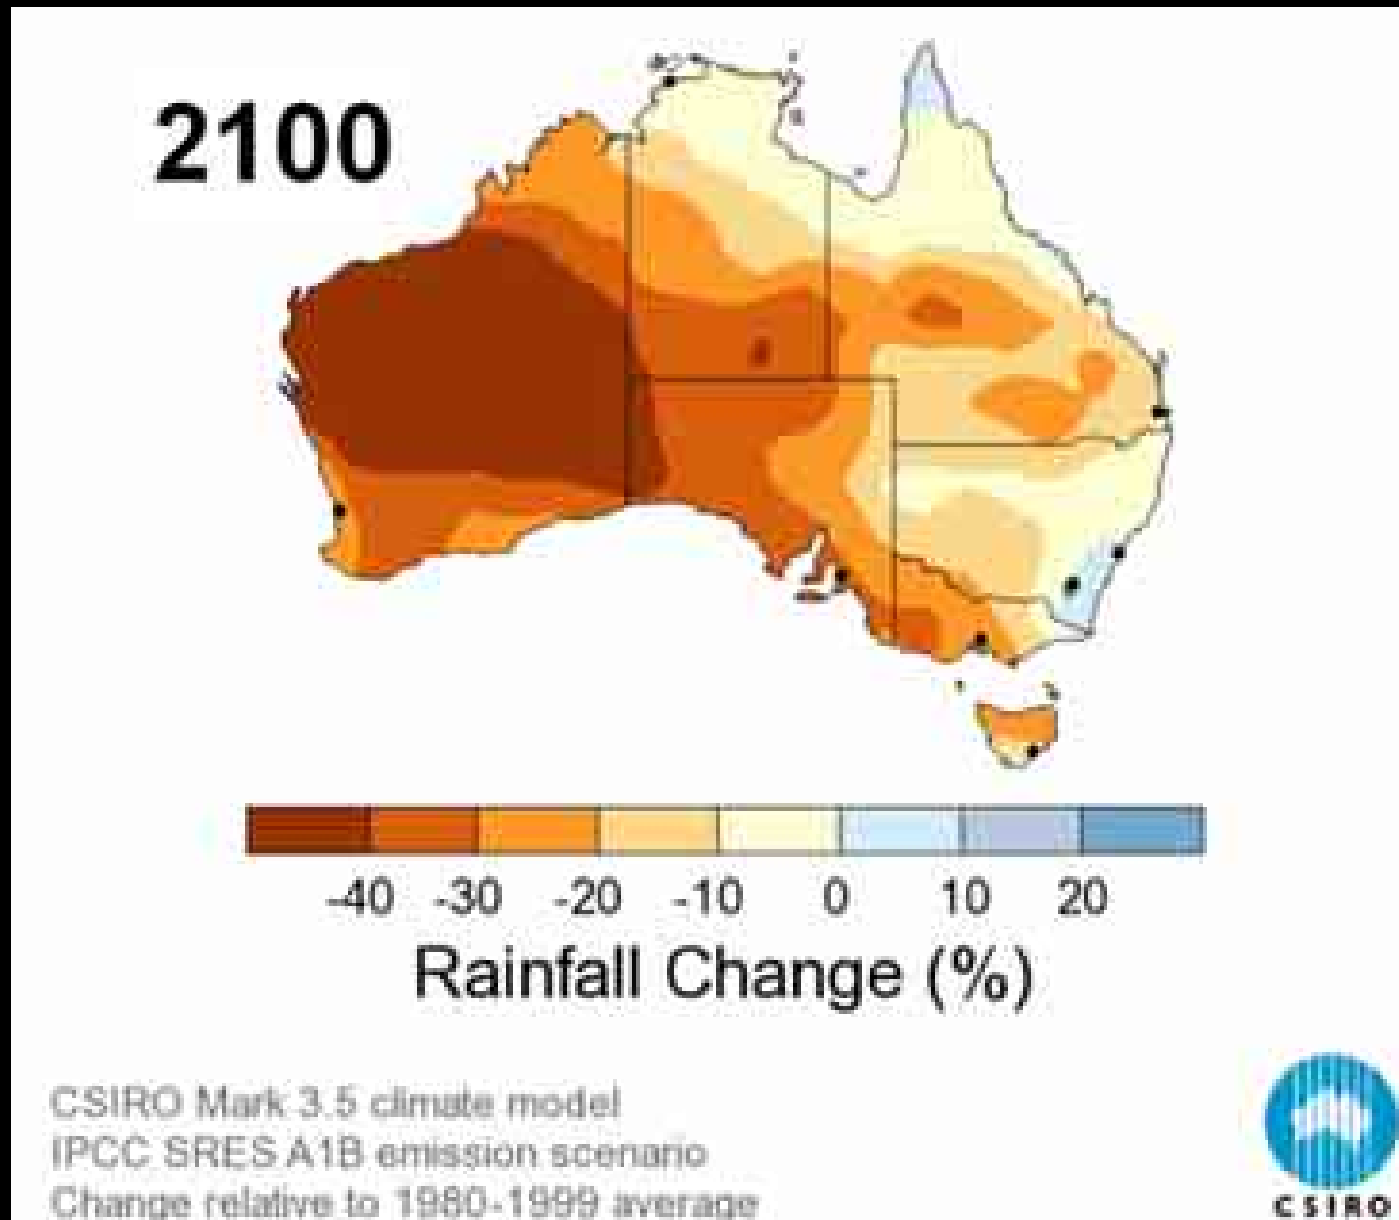 2100
-40 -30 -20 -10 0 10 20
Rainfall Change (%)
CSIRO Mark 3.5 climate model
IPCC SRES A1B emission scenario
Change relative to 1980-1999 average
CSIRO